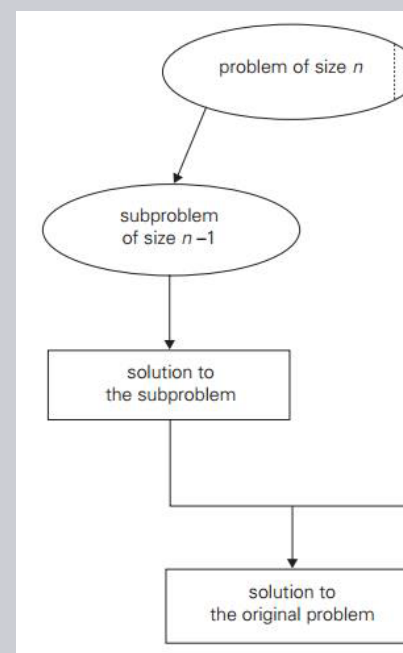 problem of size n
subproblem
of size n–1
solution to
the subproblem
solution to
the original problem